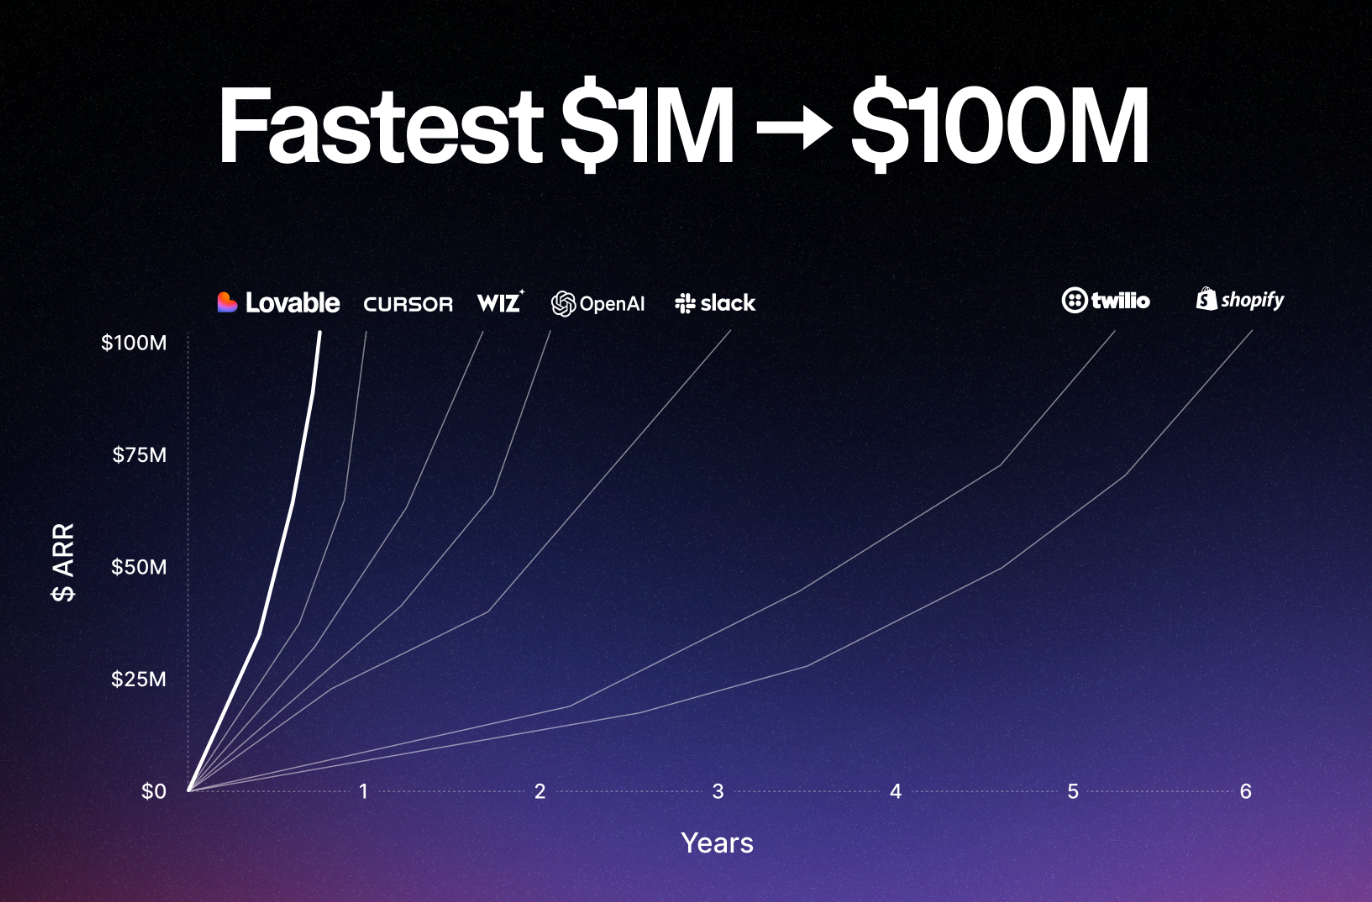 Fastest $1M → $100M
Lovable
CURSOR
WIZ
OpenAI
slack
twilio
shopify
$100M
$75M
$50M
$25M
$0
$ ARR
1
2
3
4
5
6
Years